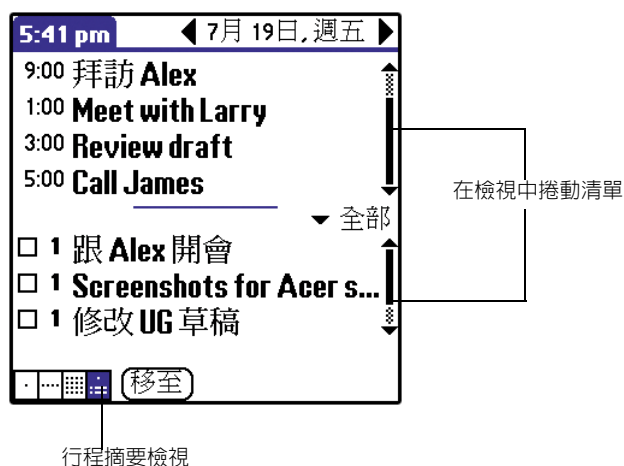 5:41 pm 7月 19日,週五
9:00 拜訪 Alex
1:00 Meet with Larry
3:00 Review draft
5:00 Call James
在檢視中捲動清單
全部
1 跟 Alex 開會
1 Screenshots for Acer s...
1 修改 UG 草稿
移至
行程摘要檢視